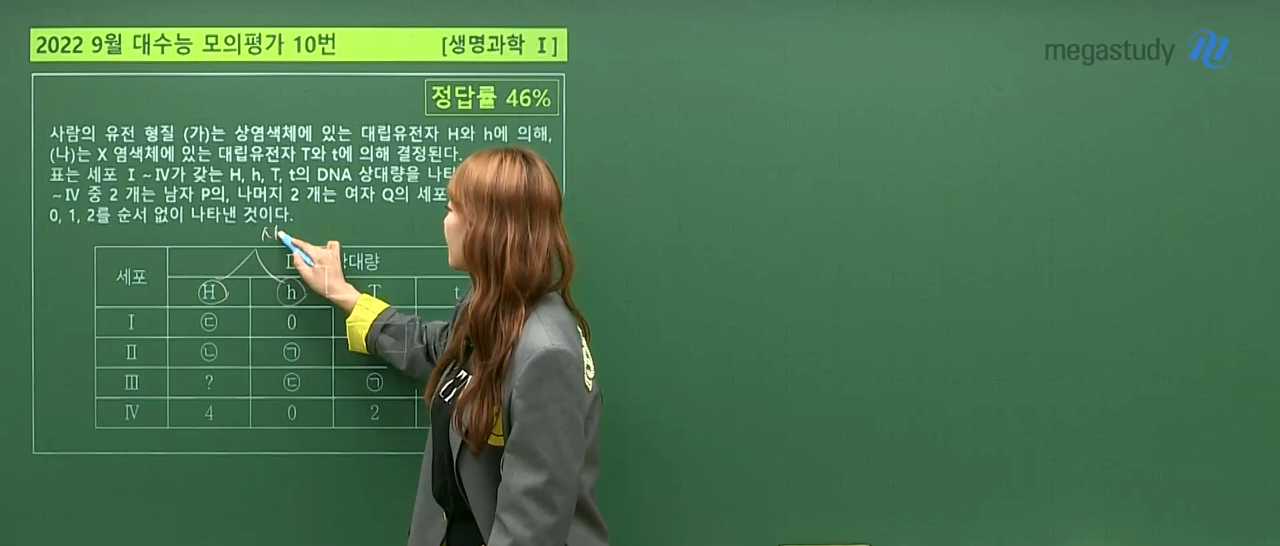 2022 9월 대수능 모의평가 10번 [생명과학 Ⅰ]
megastudy
정답률 46%
사람의 유전 형질 (가)는 상염색체에 있는 대립유전자 H와 h에 의해,
(나)는 X 염색체에 있는 대립유전자 T와 t에 의해 결정된다.
표는 세포 Ⅰ~Ⅳ가 갖는 H, h, T, t의 DNA 상대량을
~Ⅳ 중 2 개는 남자 P의, 나머지 2 개는 여자 Q의
0, 1, 2를 순서 없이 나타낸 것이다.
세포 상대량
H h T t
Ⅰ ㉢ 0
Ⅱ ㉡ ㉠
Ⅲ ? ㉢ ㉠
Ⅳ 4 0 2